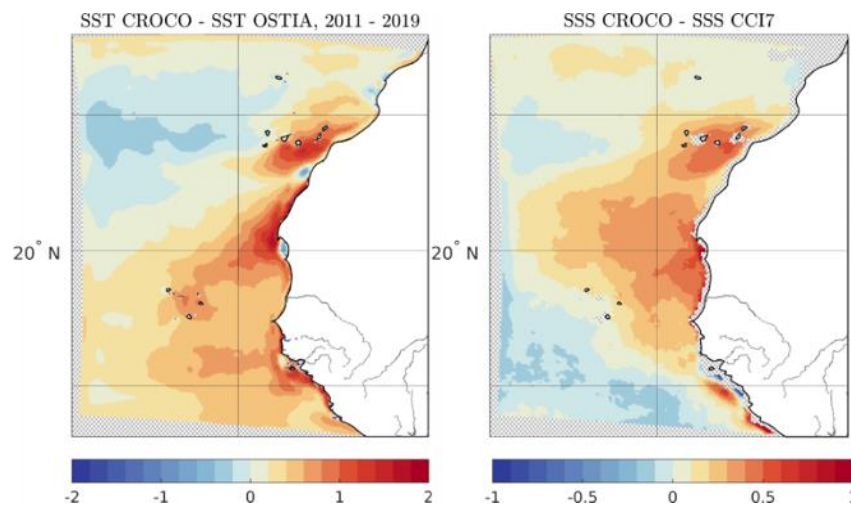 SST CROCO - SST OSTIA, 2011 - 2019
SSS CROCO - SSS CCI7
20° N
20° N
-2 -1 0 1 2
-1 -0.5 0 0.5